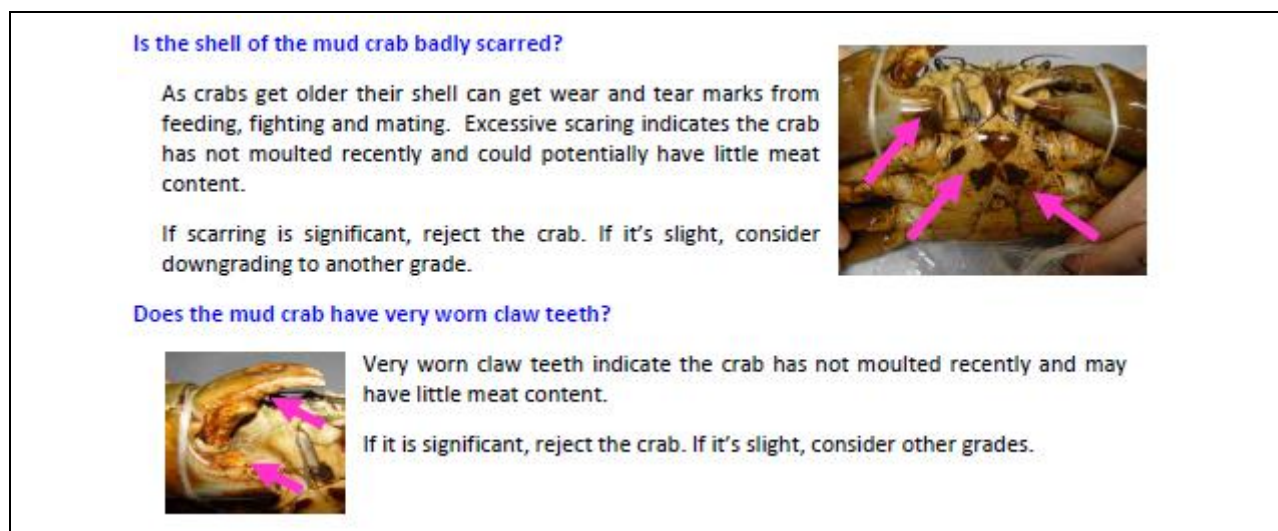 Is the shell of the mud crab badly scarred?
As crabs get older their shell can get wear and tear marks from
feeding, fighting and mating. Excessive scaring indicates the crab
has not moulted recently and could potentially have little meat
content.
If scarring is significant, reject the crab. If it's slight, consider
downgrading to another grade.
Does the mud crab have very worn claw teeth?
Very worn claw teeth indicate the crab has not moulted recently and may
have little meat content.
If it is significant, reject the crab. If it's slight, consider other grades.